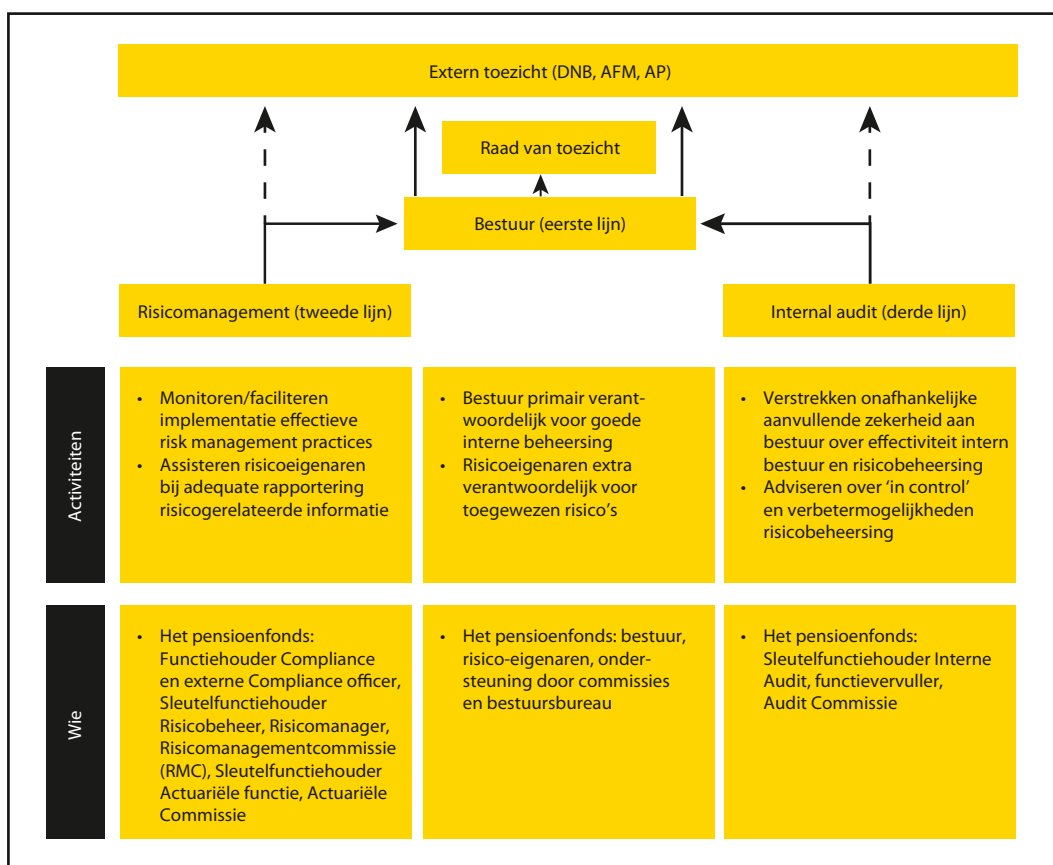 Extern toezicht (DNB, AFM, AP)
Raad van toezicht
Bestuur (eerste lijn)
Risicomanagement (tweede lijn)
Internal audit (derde lijn)
Activiteiten
• Monitoren/faciliteren
implementatie effectieve
risk management practices
• Assisteren risicoeigenaren
bij adequate rapportering
risicogerelateerde informatie
• Bestuur primair verant-
woordelijk voor goede
interne beheersing
• Risicoeigenaren extra
verantwoordelijk voor
toegewezen risico's
• Verstrekken onafhankelijke
aanvullende zekerheid aan
bestuur over effectiviteit intern
bestuur en risicobeheersing
• Adviseren over ‘in control’
en verbetermogelijkheden
risicobeheersing
Wie
• Het pensioenfonds:
Functiehouder Compliance
en externe Compliance officer,
Sleutelfunctiehouder
Risicobeheer, Risicomanager,
Risicomanagementcommissie
(RMC), Sleutelfunctiehouder
Actuariële functie, Actuariële
Commissie
• Het pensioenfonds: bestuur,
risico-eigenaren, onder-
steuning door commissies
en bestuursbureau
• Het pensioenfonds:
Sleutelfunctiehouder Interne
Audit, functievervuller,
Audit Commissie